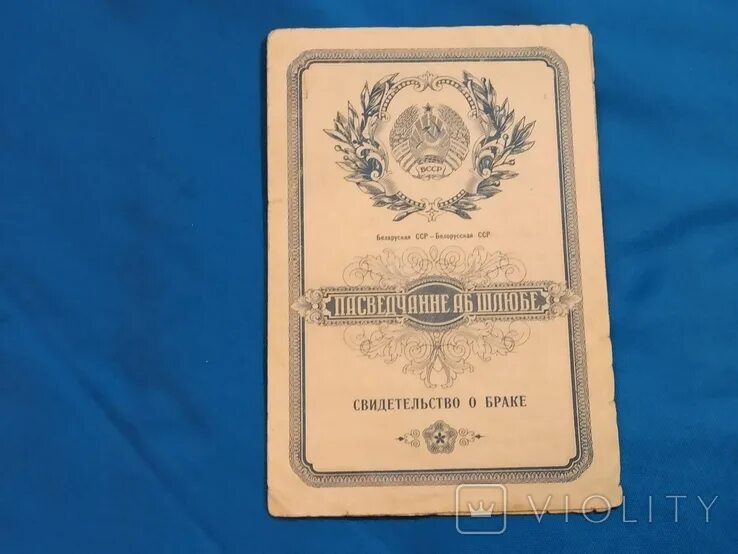 БССР
Беларуская ССР – Белорусская ССР
ПАСВЕДЧАННЕ АБ ШЛЮБЕ
СВИДЕТЕЛЬСТВО О БРАКЕ
VIOLITY